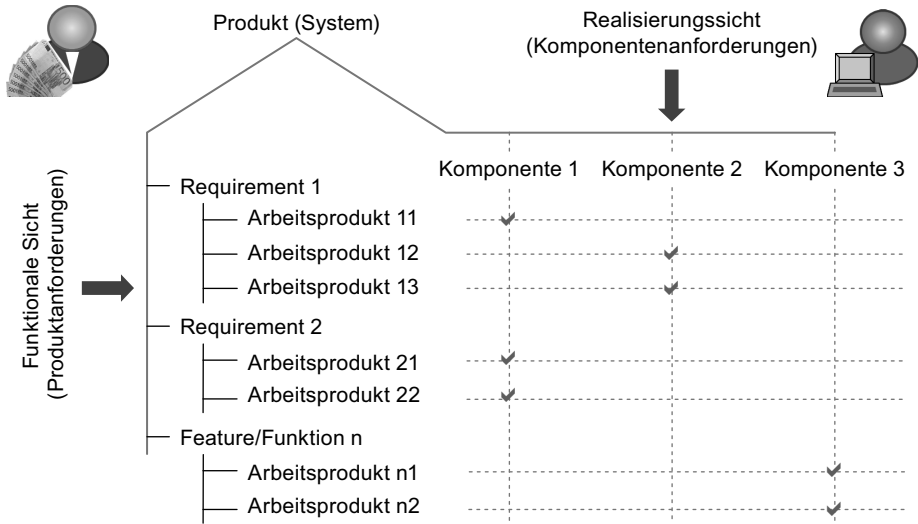 Produkt (System)
Realisierungssicht
(Komponentenanforderungen)
Funktionale Sicht
(Produktanforderungen)
Komponente 1 Komponente 2 Komponente 3
Requirement 1
Arbeitsprodukt 11
Arbeitsprodukt 12
Arbeitsprodukt 13
Requirement 2
Arbeitsprodukt 21
Arbeitsprodukt 22
Feature/Funktion n
Arbeitsprodukt n1
Arbeitsprodukt n2